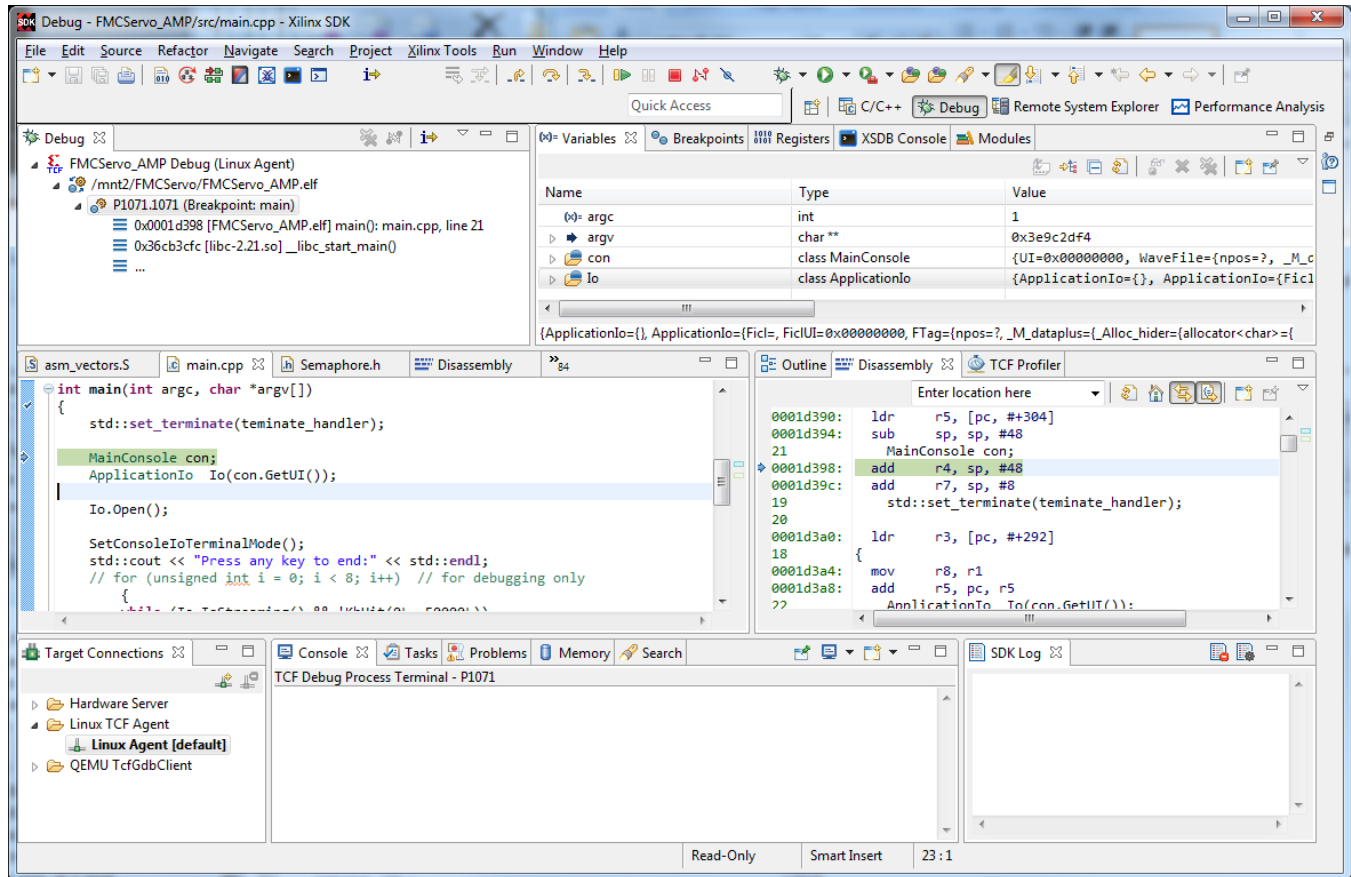 Debug - FMCServo_AMP/src/main.cpp - Xilinx SDK
File Edit Source Refactor Navigate Search Project Xilinx Tools Run Window Help
Quick Access C/C++ Debug Remote System Explorer Performance Analysis
Debug
FMCServo_AMP Debug (Linux Agent)
/mnt2/FMCServo/FMCServo_AMP.elf
P1071.1071 (Breakpoint: main)
0x0001d398 [FMCServo_AMP.elf] main(): main.cpp, line 21
0x36cb3cfc [libc-2.21.so] __libc_start_main()
...
(x)= Variables Breakpoints 1010 Registers XSDB Console Modules
Name Type Value
(x)= argc int 1
argv char ** 0x3e9c2df4
con class MainConsole {UI=0x00000000, WaveFile={npos=?, _M_d
Io class ApplicationIo {ApplicationIo={}, ApplicationIo={Ficl
{ApplicationIo={}, ApplicationIo={Ficl=, FiclUI=0x00000000, FTag={npos=?, _M_dataplus={_Alloc_hider={allocator<char>={
asm_vectors.S main.cpp Semaphore.h Disassembly »84
int main(int argc, char *argv[])
{
std::set_terminate(teminate_handler);
MainConsole con;
ApplicationIo Io(con.GetUI());
Io.Open();
SetConsoleIoTerminalMode();
std::cout << "Press any key to end:" << std::endl;
// for (unsigned int i = 0; i < 8; i++) // for debugging only
{
while (Io.IsStreaming() && !KbHit(0L, 50000L))
Outline Disassembly TCF Profiler
Enter location here
0001d390: ldr r5, [pc, #+304]
0001d394: sub sp, sp, #48
21 MainConsole con;
0001d398: add r4, sp, #48
0001d39c: add r7, sp, #8
19 std::set_terminate(teminate_handler);
20
0001d3a0: ldr r3, [pc, #+292]
18 {
0001d3a4: mov r8, r1
0001d3a8: add r5, pc, r5
22 ApplicationIo Io(con.GetUI());
Target Connections
Hardware Server
Linux TCF Agent
Linux Agent [default]
QEMU TcfGdbClient
Console Tasks Problems Memory Search
TCF Debug Process Terminal - P1071
SDK Log
Read-Only Smart Insert 23 : 1